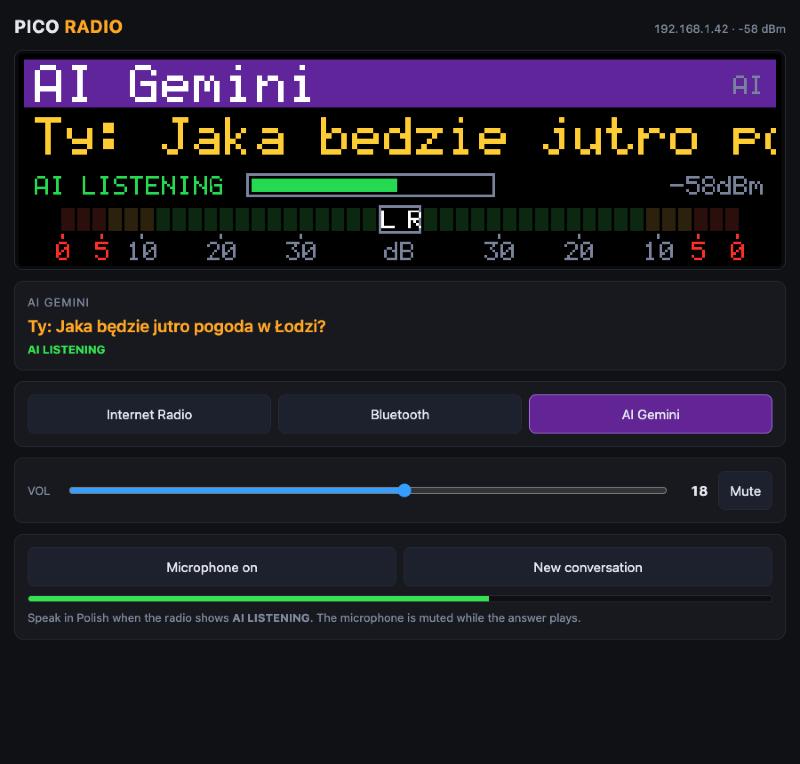 PICO RADIO
192.168.1.42 · -58 dBm
AI Gemini
AI
Ty: Jaka bedzie jutro
AI LISTENING
-58dBm
L R
0 5 10 20 30 dB 30 20 10 5 0
AI GEMINI
Ty: Jaka będzie jutro pogoda w Łodzi?
AI LISTENING
Internet Radio
Bluetooth
AI Gemini
VOL
18
Mute
Microphone on
New conversation
Speak in Polish when the radio shows AI LISTENING. The microphone is muted while the answer plays.